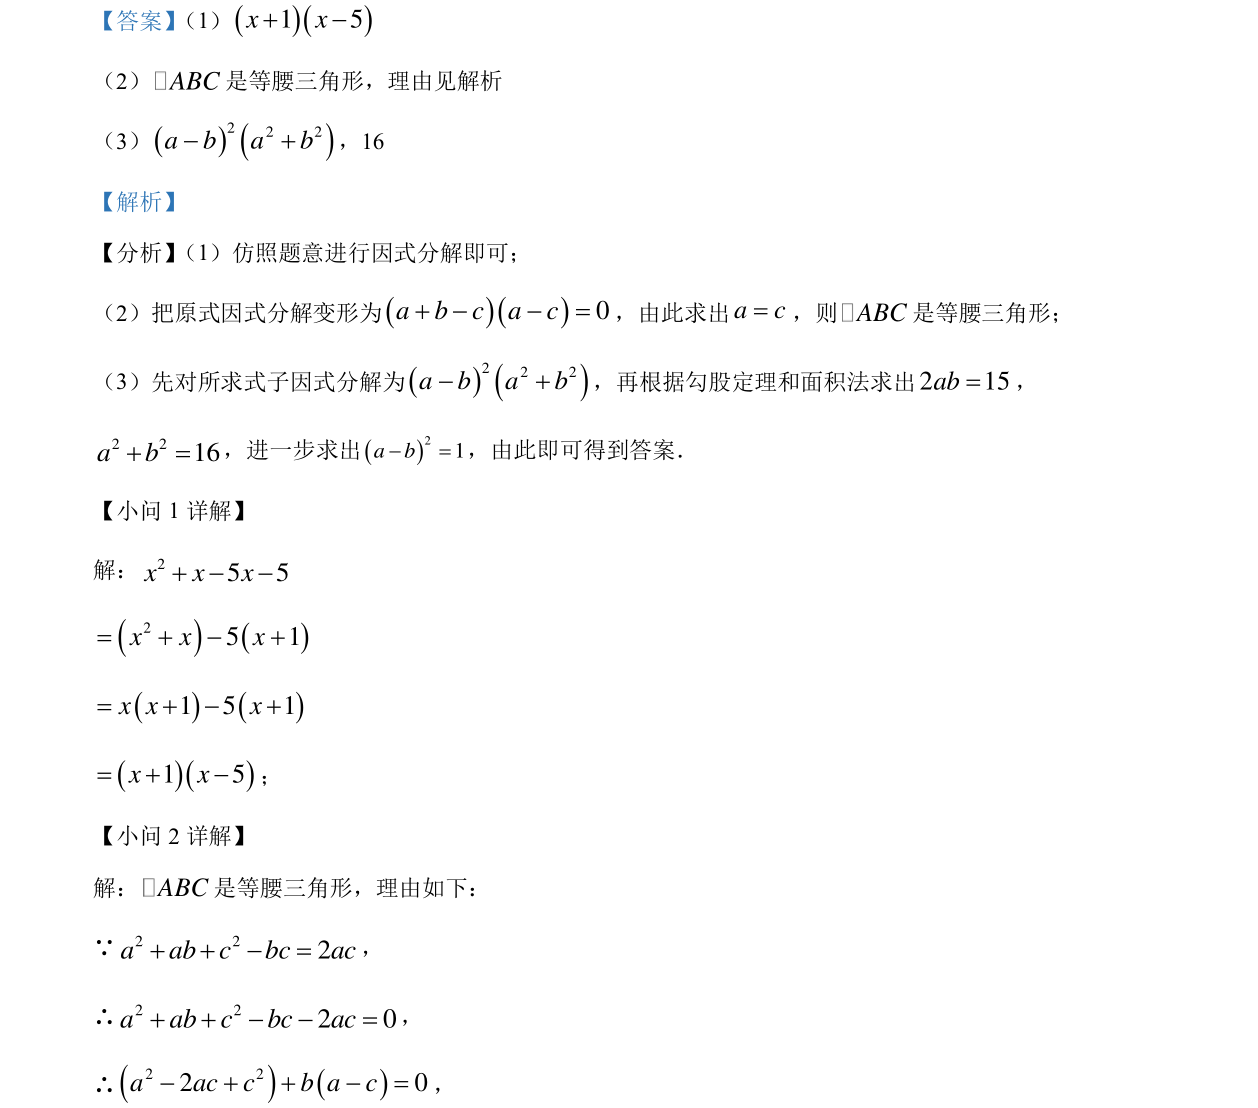 【答案】（1）(x+1)(x−5)
（2）□ABC 是等腰三角形，理由见解析
（3）(a−b)²(a²+b²)，16
【解析】
【分析】（1）仿照题意进行因式分解即可；
（2）把原式因式分解变形为(a+b−c)(a−c)=0，由此求出a=c，则□ABC 是等腰三角形；
（3）先对所求式子因式分解为(a−b)²(a²+b²)，再根据勾股定理和面积法求出2ab=15，
a²+b²=16，进一步求出(a−b)²=1，由此即可得到答案．
【小问 1 详解】
解：x²+x−5x−5
=(x²+x)−5(x+1)
=x(x+1)−5(x+1)
=(x+1)(x−5)；
【小问 2 详解】
解：□ABC 是等腰三角形，理由如下：
∵a²+ab+c²−bc=2ac，
∴a²+ab+c²−bc−2ac=0，
∴(a²−2ac+c²)+b(a−c)=0，